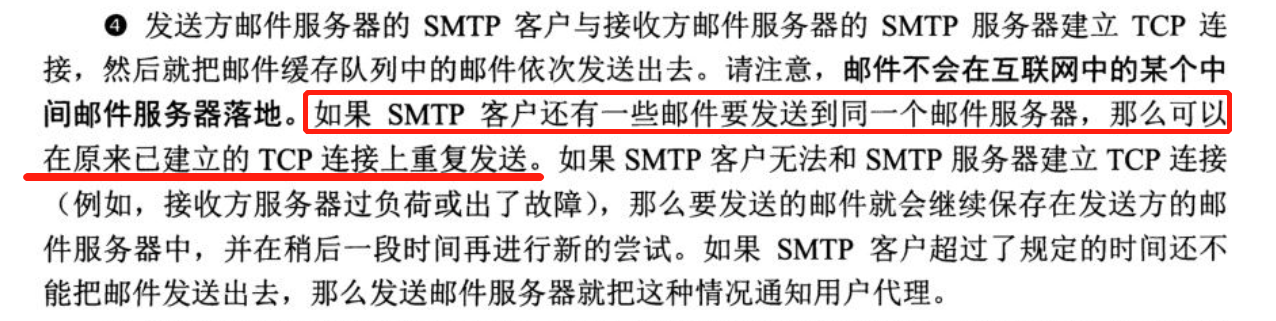 ❹ 发送方邮件服务器的 SMTP 客户与接收方邮件服务器的 SMTP 服务器建立 TCP 连
接，然后就把邮件缓存队列中的邮件依次发送出去。请注意，邮件不会在互联网中的某个中
间邮件服务器落地。如果 SMTP 客户还有一些邮件要发送到同一个邮件服务器，那么可以
在原来已建立的 TCP 连接上重复发送。如果 SMTP 客户无法和 SMTP 服务器建立 TCP 连接
（例如，接收方服务器过负荷或出了故障），那么要发送的邮件就会继续保存在发送方的邮
件服务器中，并在稍后一段时间再进行新的尝试。如果 SMTP 客户超过了规定的时间还不
能把邮件发送出去，那么发送邮件服务器就把这种情况通知用户代理。